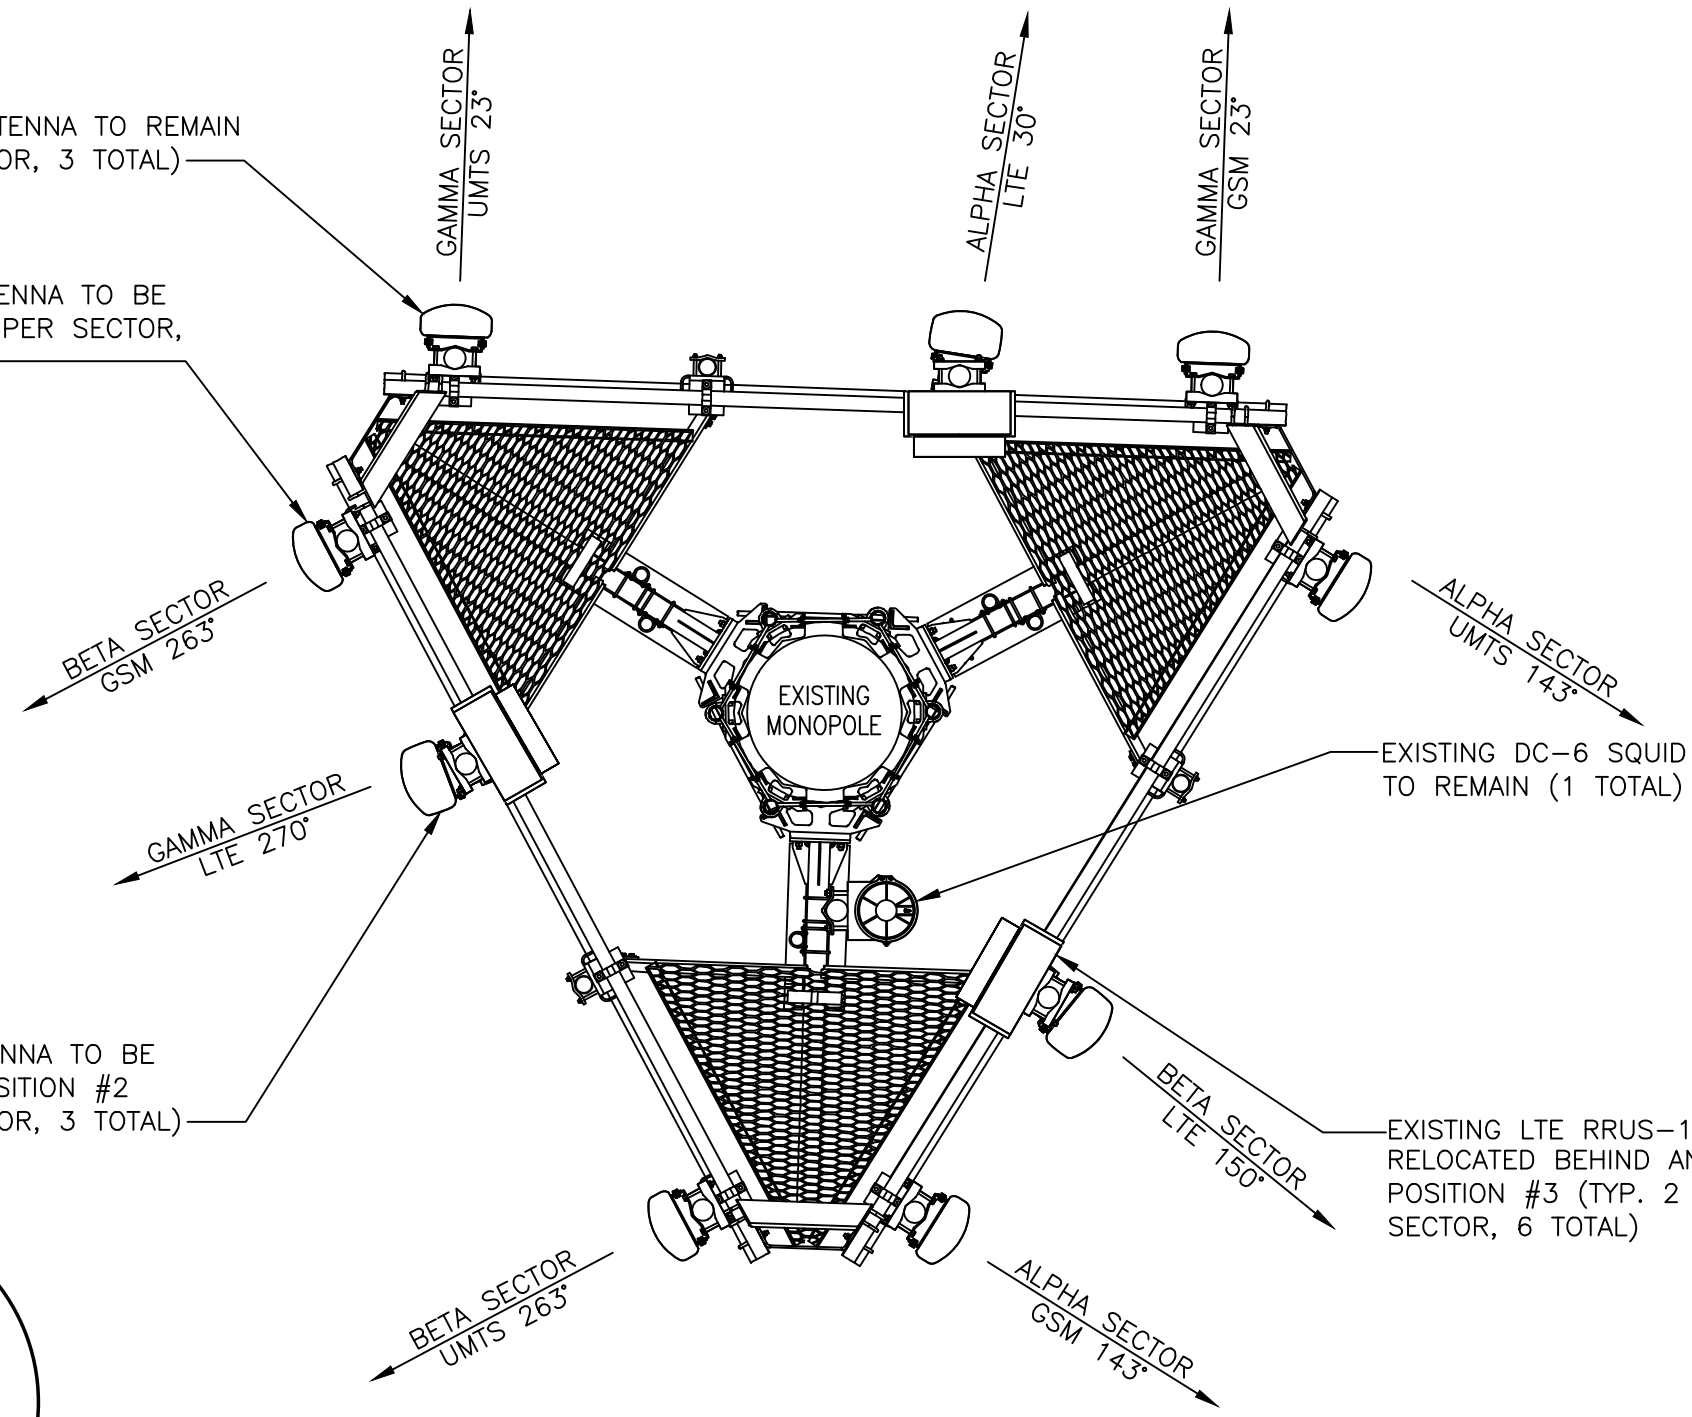 GAMMA SECTOR
UMTS 23°
ALPHA SECTOR
LTE 30°
GAMMA SECTOR
GSM 23°
TENNA TO REMAIN
OR, 3 TOTAL)
ENNA TO BE
PER SECTOR,
BETA SECTOR
GSM 263°
ALPHA SECTOR
UMTS 143°
EXISTING
MONOPOLE
EXISTING DC-6 SQUID
TO REMAIN (1 TOTAL)
GAMMA SECTOR
LTE 270°
NNA TO BE
SITION #2
OR, 3 TOTAL)
BETA SECTOR
LTE 150°
EXISTING LTE RRUS-1
RELOCATED BEHIND AN
POSITION #3 (TYP. 2
SECTOR, 6 TOTAL)
BETA SECTOR
UMTS 263°
ALPHA SECTOR
GSM 143°